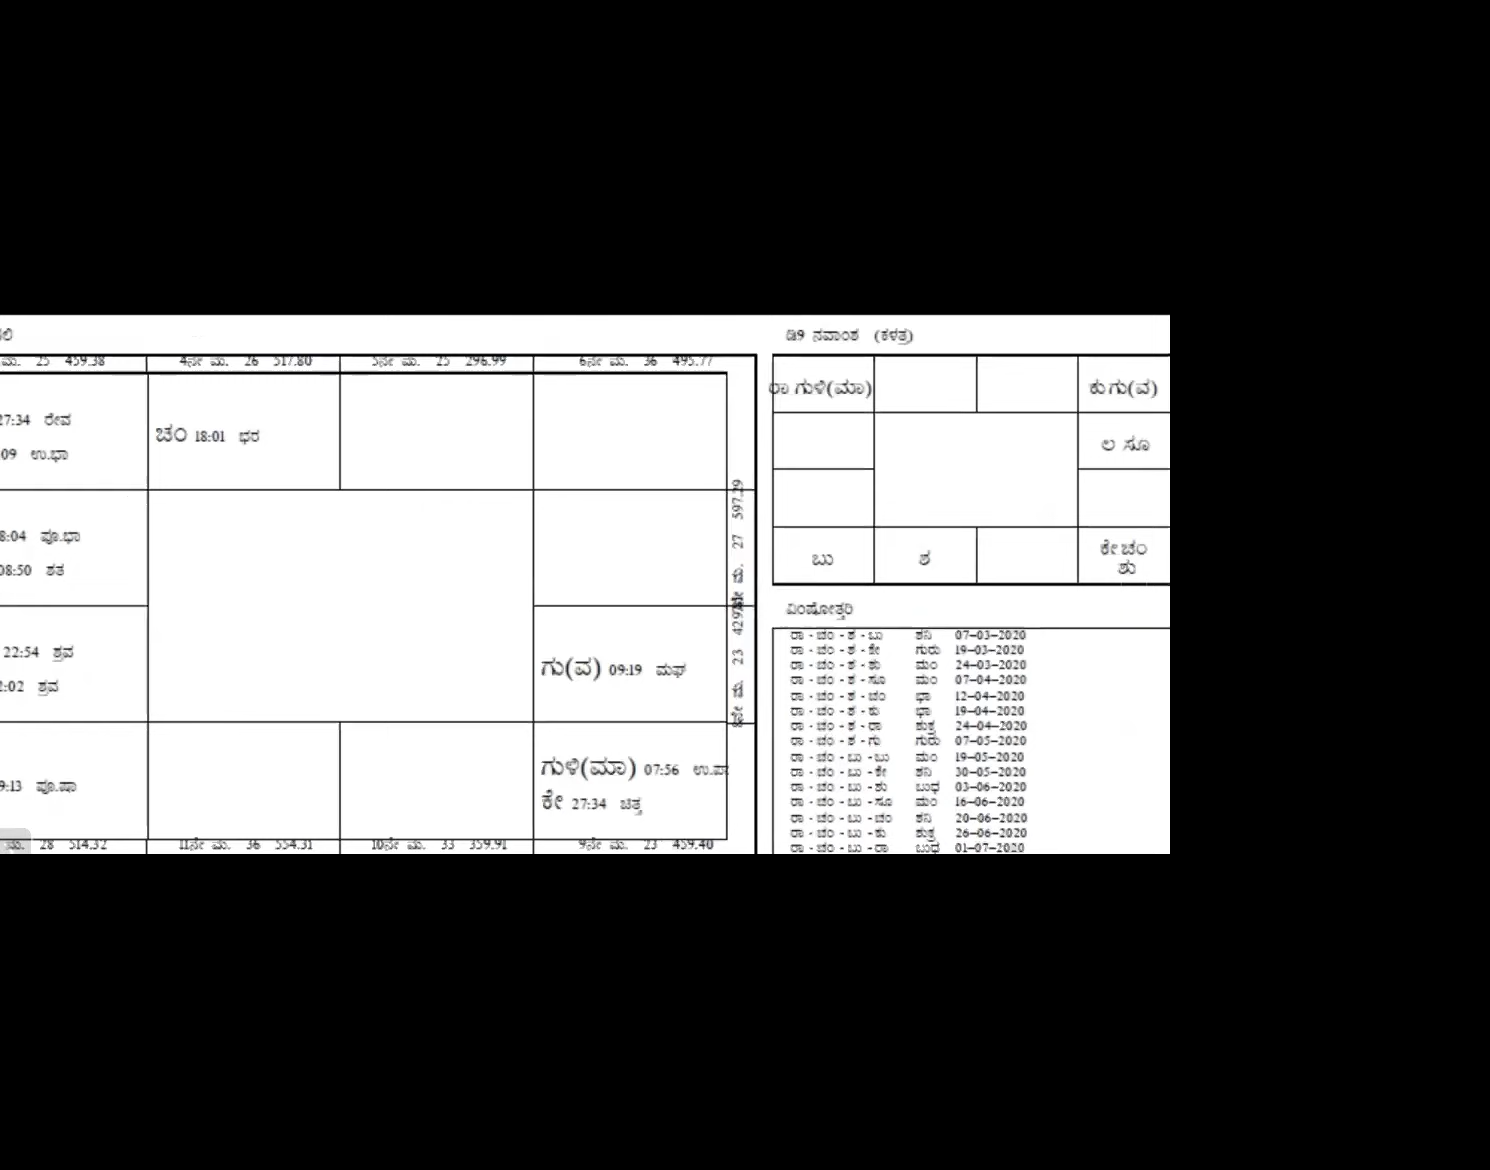 ಮ. 25 459.38 4ನೇ ಮ. 26 517.80 5ನೇ ಮ. 25 296.99 6ನೇ ಮ. 36 495.77
27:34 ರೇವ
09 ಉ.ಭಾ
ಚಂ 18:01 ಭರ
8:04 ಪೂ.ಭಾ
08:50 ಶತ
22:54 ಶ್ರವ
2:02 ಶ್ರವ
ಗು(ವ) 09:19 ಮಘ
9:13 ಪೂ.ಷಾ
ಗುಳಿ(ಮಾ) 07:56 ಉ.ಪಾ
ಕೇ 27:34 ಚಿತ್ತ
27 597.29
23
ಮ. 28 514.32 11ನೇ ಮ. 36 554.31 10ನೇ ಮ. 33 359.91 9ನೇ ಮ. 23 459.40
ಡಿ9 ನವಾಂಶ (ಕಳತ್ರ)
ರಾ ಗುಳಿ(ಮಾ) ಕು ಗು(ವ)
ಲ ಸೂ
ಬು ಶ ಕೇ ಚಂ
ಶು
ವಿಂಷೋತ್ತರಿ
ರಾ - ಚಂ - ಶ - ಬು ಶನಿ 07-03-2020
ರಾ - ಚಂ - ಶ - ಕೇ ಗುರು 19-03-2020
ರಾ - ಚಂ - ಶ - ಶು ಮಂ 24-03-2020
ರಾ - ಚಂ - ಶ - ಸೂ ಮಂ 07-04-2020
ರಾ - ಚಂ - ಶ - ಚಂ ಭಾ 12-04-2020
ರಾ - ಚಂ - ಶ - ಕು ಭಾ 19-04-2020
ರಾ - ಚಂ - ಶ - ರಾ ಶುಕ್ರ 24-04-2020
ರಾ - ಚಂ - ಶ - ಗು ಗುರು 07-05-2020
ರಾ - ಚಂ - ಬು - ಬು ಮಂ 19-05-2020
ರಾ - ಚಂ - ಬು - ಕೇ ಶನಿ 30-05-2020
ರಾ - ಚಂ - ಬು - ಶು ಬುಧ 03-06-2020
ರಾ - ಚಂ - ಬು - ಸೂ ಮಂ 16-06-2020
ರಾ - ಚಂ - ಬು - ಚಂ ಶನಿ 20-06-2020
ರಾ - ಚಂ - ಬು - ಕು ಶುಕ್ರ 26-06-2020
ರಾ - ಚಂ - ಬು - ರಾ ಬುಧ 01-07-2020